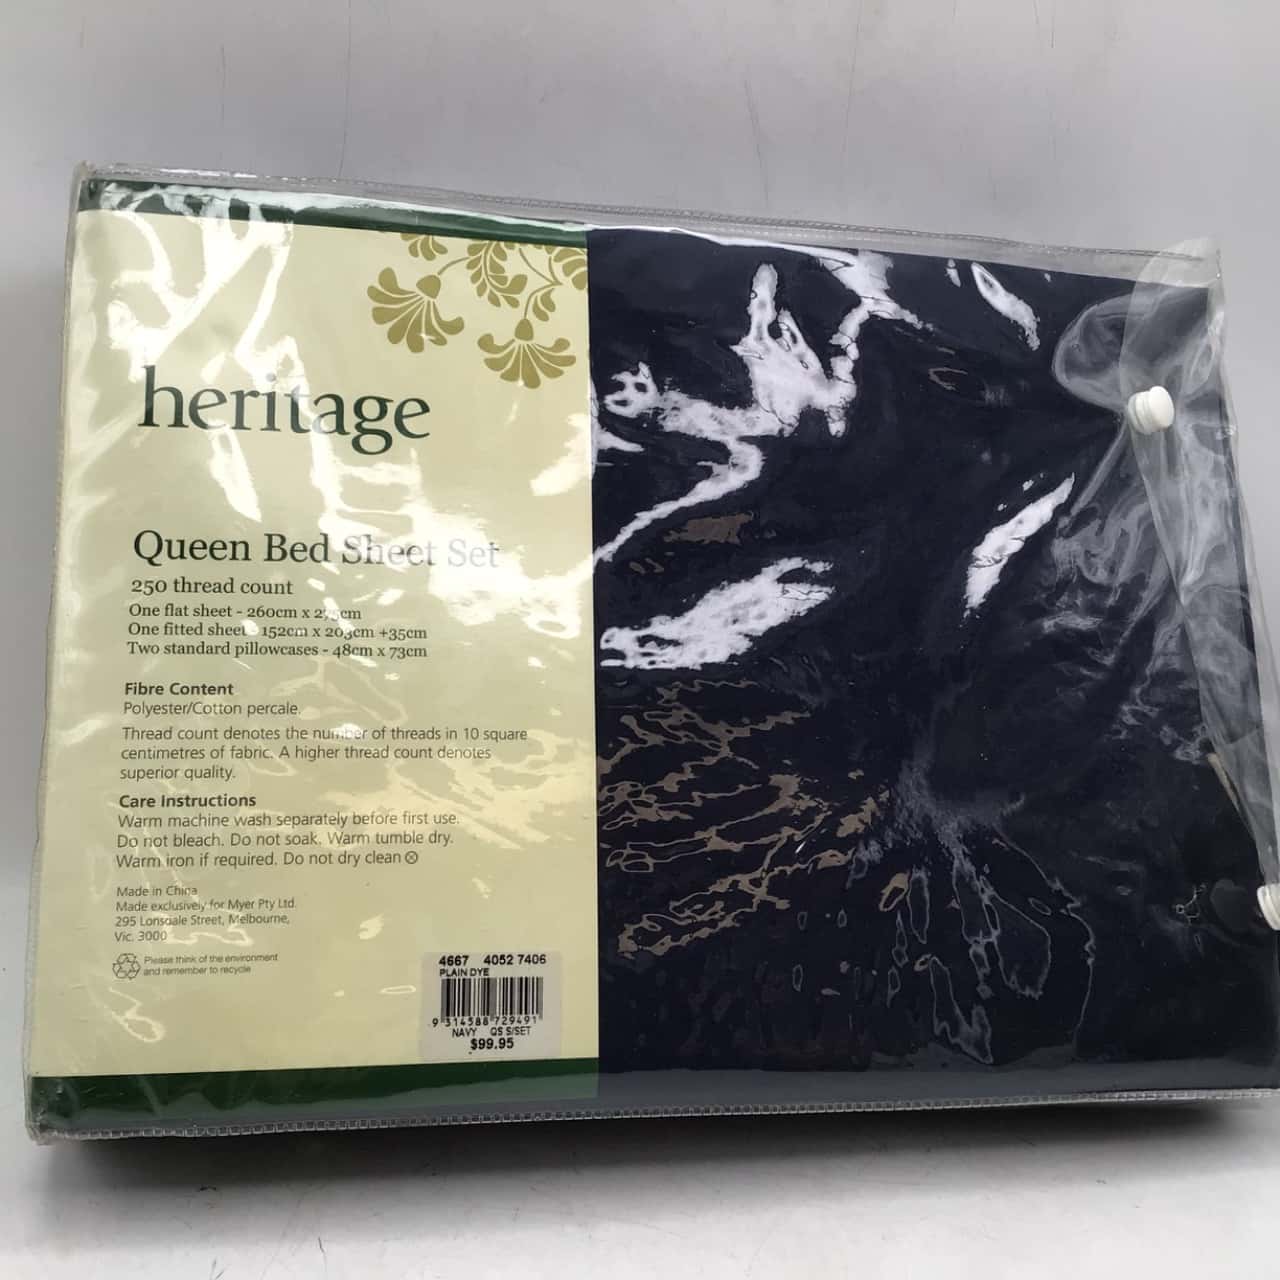 heritage
Queen Bed Sheet Set
250 thread count
One flat sheet - 260cm x 275cm
One fitted sheet - 152cm x 203cm +35cm
Two standard pillowcases - 48cm x 73cm
Fibre Content
Polyester/Cotton percale.
Thread count denotes the number of threads in 10 square
centimetres of fabric. A higher thread count denotes
superior quality.
Care Instructions
Warm machine wash separately before first use.
Do not bleach. Do not soak. Warm tumble dry.
Warm iron if required. Do not dry clean
Made in China
Made exclusively for Myer Pty Ltd.
295 Lonsdale Street, Melbourne,
Vic. 3000
Please think of the environment
and remember to recycle
4667 4052 7406
PLAIN DYE
9 314588 729491
NAVY QS S/SET
$99.95